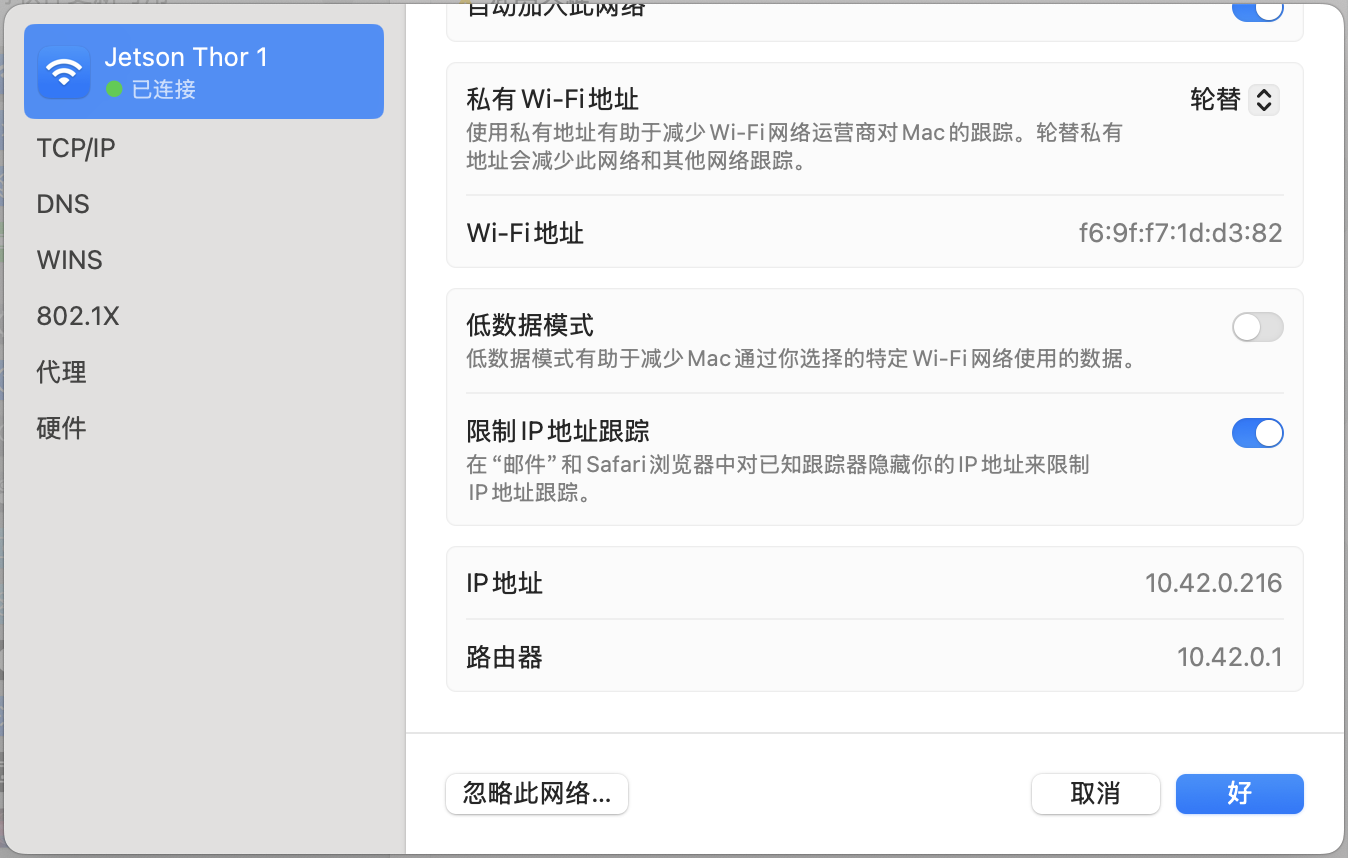 自动加入此网络
Jetson Thor 1
已连接
TCP/IP
DNS
WINS
802.1X
代理
硬件
私有 Wi-Fi 地址
轮替
使用私有地址有助于减少 Wi-Fi 网络运营商对 Mac 的跟踪。轮替私有
地址会减少此网络和其他网络跟踪。
Wi-Fi 地址
f6:9f:f7:1d:d3:82
低数据模式
低数据模式有助于减少 Mac 通过你选择的特定 Wi-Fi 网络使用的数据。
限制 IP 地址跟踪
在“邮件”和 Safari 浏览器中对已知跟踪器隐藏你的 IP 地址来限制
IP 地址跟踪。
IP 地址
10.42.0.216
路由器
10.42.0.1
忽略此网络...
取消
好